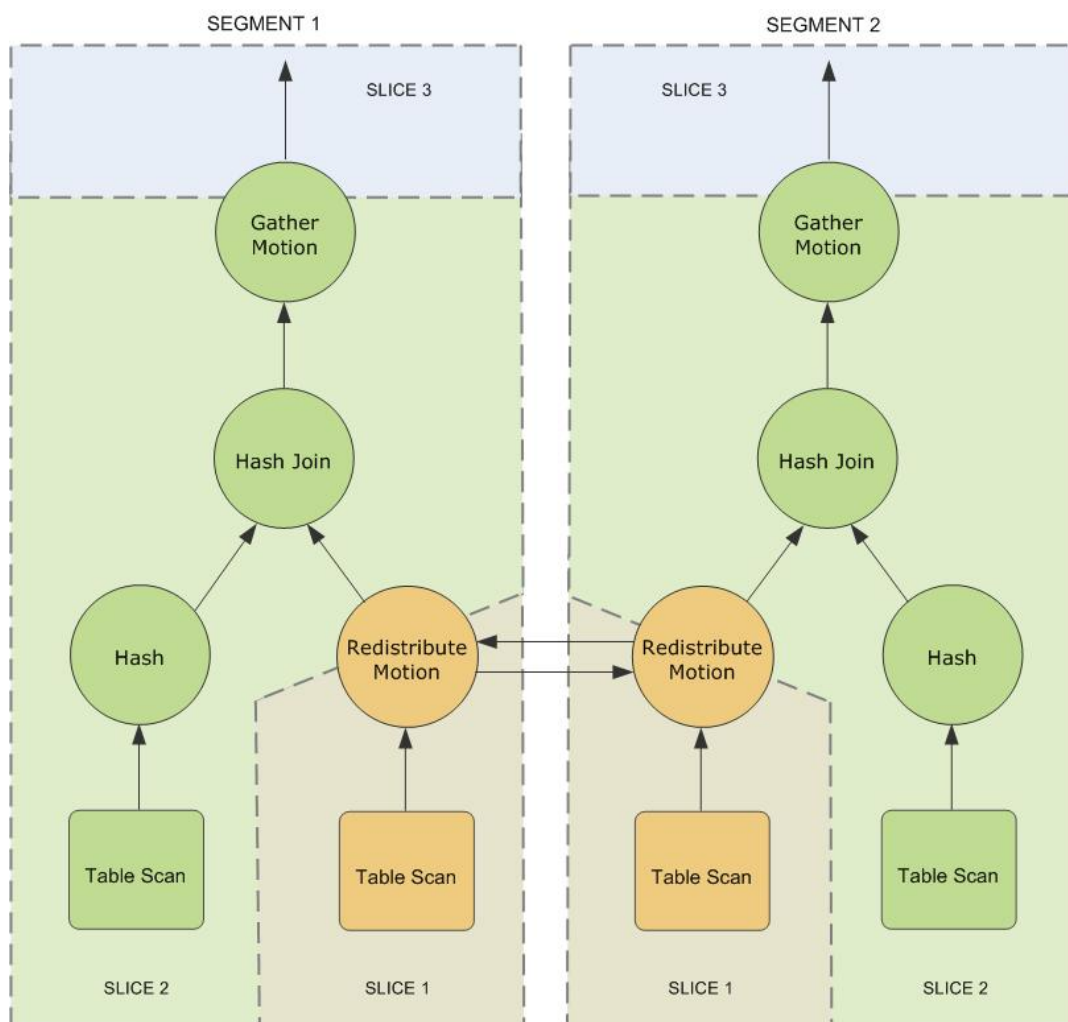 SEGMENT 1
SEGMENT 2
SLICE 3
SLICE 3
Gather
Motion
Gather
Motion
Hash Join
Hash Join
Hash
Redistribute
Motion
Redistribute
Motion
Hash
Table Scan
Table Scan
Table Scan
Table Scan
SLICE 2
SLICE 1
SLICE 1
SLICE 2